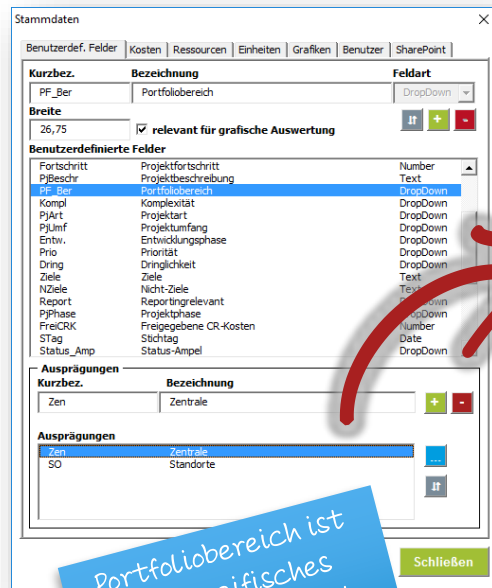 Stammdaten
Benutzerdef. Felder Kosten Ressourcen Einheiten Grafiken Benutzer SharePoint
Kurzbez. Bezeichnung Feldart
PF_Ber Portfoliobereich DropDown
Breite
26,75 relevant für grafische Auswertung
Benutzerdefinierte Felder
Fortschritt Projektfortschritt Number
PjBeschr Projektbeschreibung Text
PF_Ber Portfoliobereich DropDown
Kompl Komplexität DropDown
PjArt Projektart DropDown
PjUmf Projektumfang DropDown
Entw. Entwicklungsphase DropDown
Prio Priorität DropDown
Dring Dringlichkeit DropDown
Ziele Ziele Text
NZiele Nicht-Ziele Text
Report Reportingrelevant DropDown
PjPhase Projektphase DropDown
FreiCRK Freigegebene CR-Kosten Number
STag Stichtag Date
Status_Amp Status-Ampel DropDown
Ausprägungen
Kurzbez. Bezeichnung
Zen Zentrale
Ausprägungen
Zen Zentrale
SO Standorte
Portfoliobereich ist
Schließen